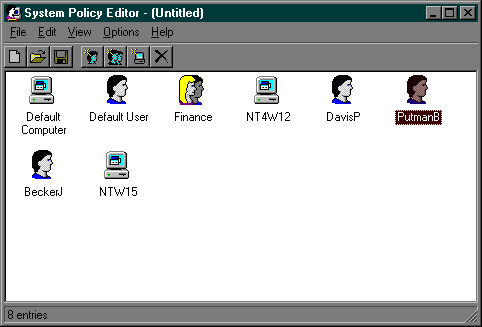 System Policy Editor - (Untitled)
File Edit View Options Help
Default Computer
Default User
Finance
NT4W12
DavisP
PutmanB
BeckerJ
NTW15
8 entries